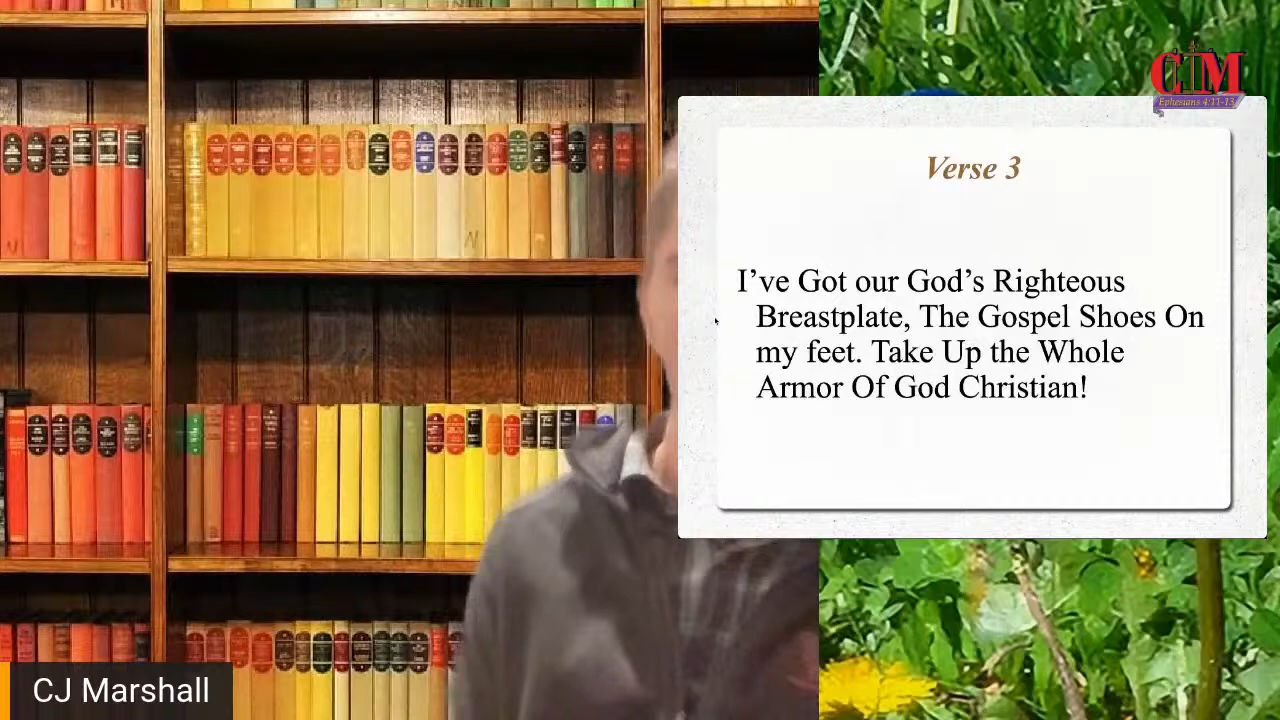 CIM
Ephesians 4:11-13
Verse 3
I’ve Got our God’s Righteous
Breastplate, The Gospel Shoes On
my feet. Take Up the Whole
Armor Of God Christian!
CJ Marshall